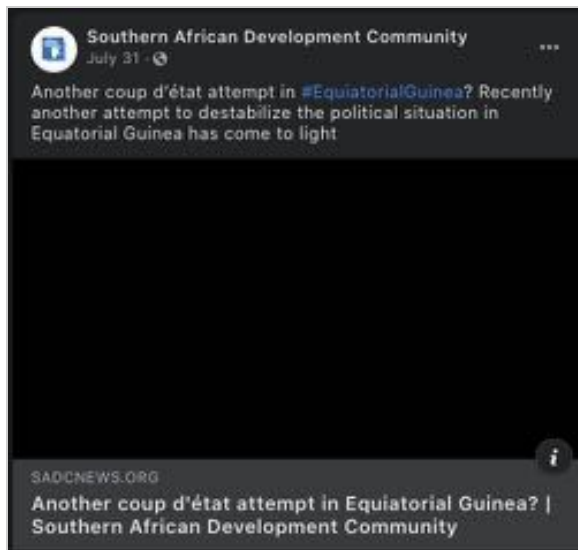 Southern African Development Community
July 31 ·
Another coup d'état attempt in #EquiatorialGuinea? Recently
another attempt to destabilize the political situation in
Equatorial Guinea has come to light
SADCNEWS.ORG
Another coup d'état attempt in Equiatorial Guinea? |
Southern African Development Community